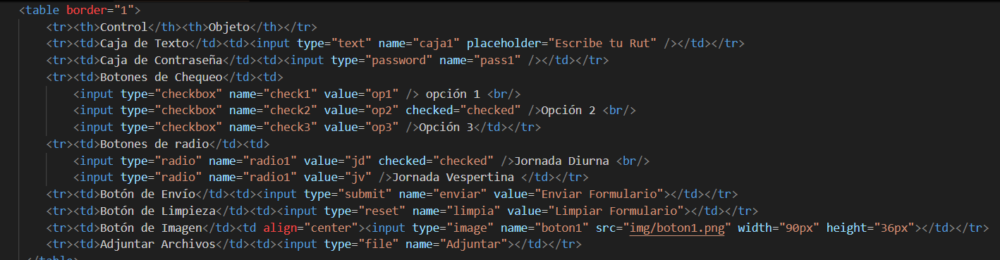 <table border="1">
<tr><th>Control</th><th>Objeto</th></tr>
<tr><td>Caja de Texto</td><td><input type="text" name="caja1" placeholder="Escribe tu Rut" /></td></tr>
<tr><td>Caja de Contraseña</td><td><input type="password" name="pass1" /></td></tr>
<tr><td>Botones de Chequeo</td><td>
<input type="checkbox" name="check1" value="op1" /> opción 1 <br/>
<input type="checkbox" name="check2" value="op2" checked="checked" />Opción 2 <br/>
<input type="checkbox" name="check3" value="op3" />Opción 3</td></tr>
<tr><td>Botones de radio</td><td>
<input type="radio" name="radio1" value="jd" checked="checked" />Jornada Diurna <br/>
<input type="radio" name="radio1" value="jv" />Jornada Vespertina </td></tr>
<tr><td>Botón de Envío</td><td><input type="submit" name="enviar" value="Enviar Formulario"></td></tr>
<tr><td>Botón de Limpieza</td><td><input type="reset" name="limpia" value="Limpiar Formulario"></td></tr>
<tr><td>Botón de Imagen</td><td align="center"><input type="image" name="boton1" src="img/boton1.png" width="90px" height="36px"></td></tr>
<tr><td>Adjuntar Archivos</td><td><input type="file" name="Adjuntar"></td></tr>
</table>